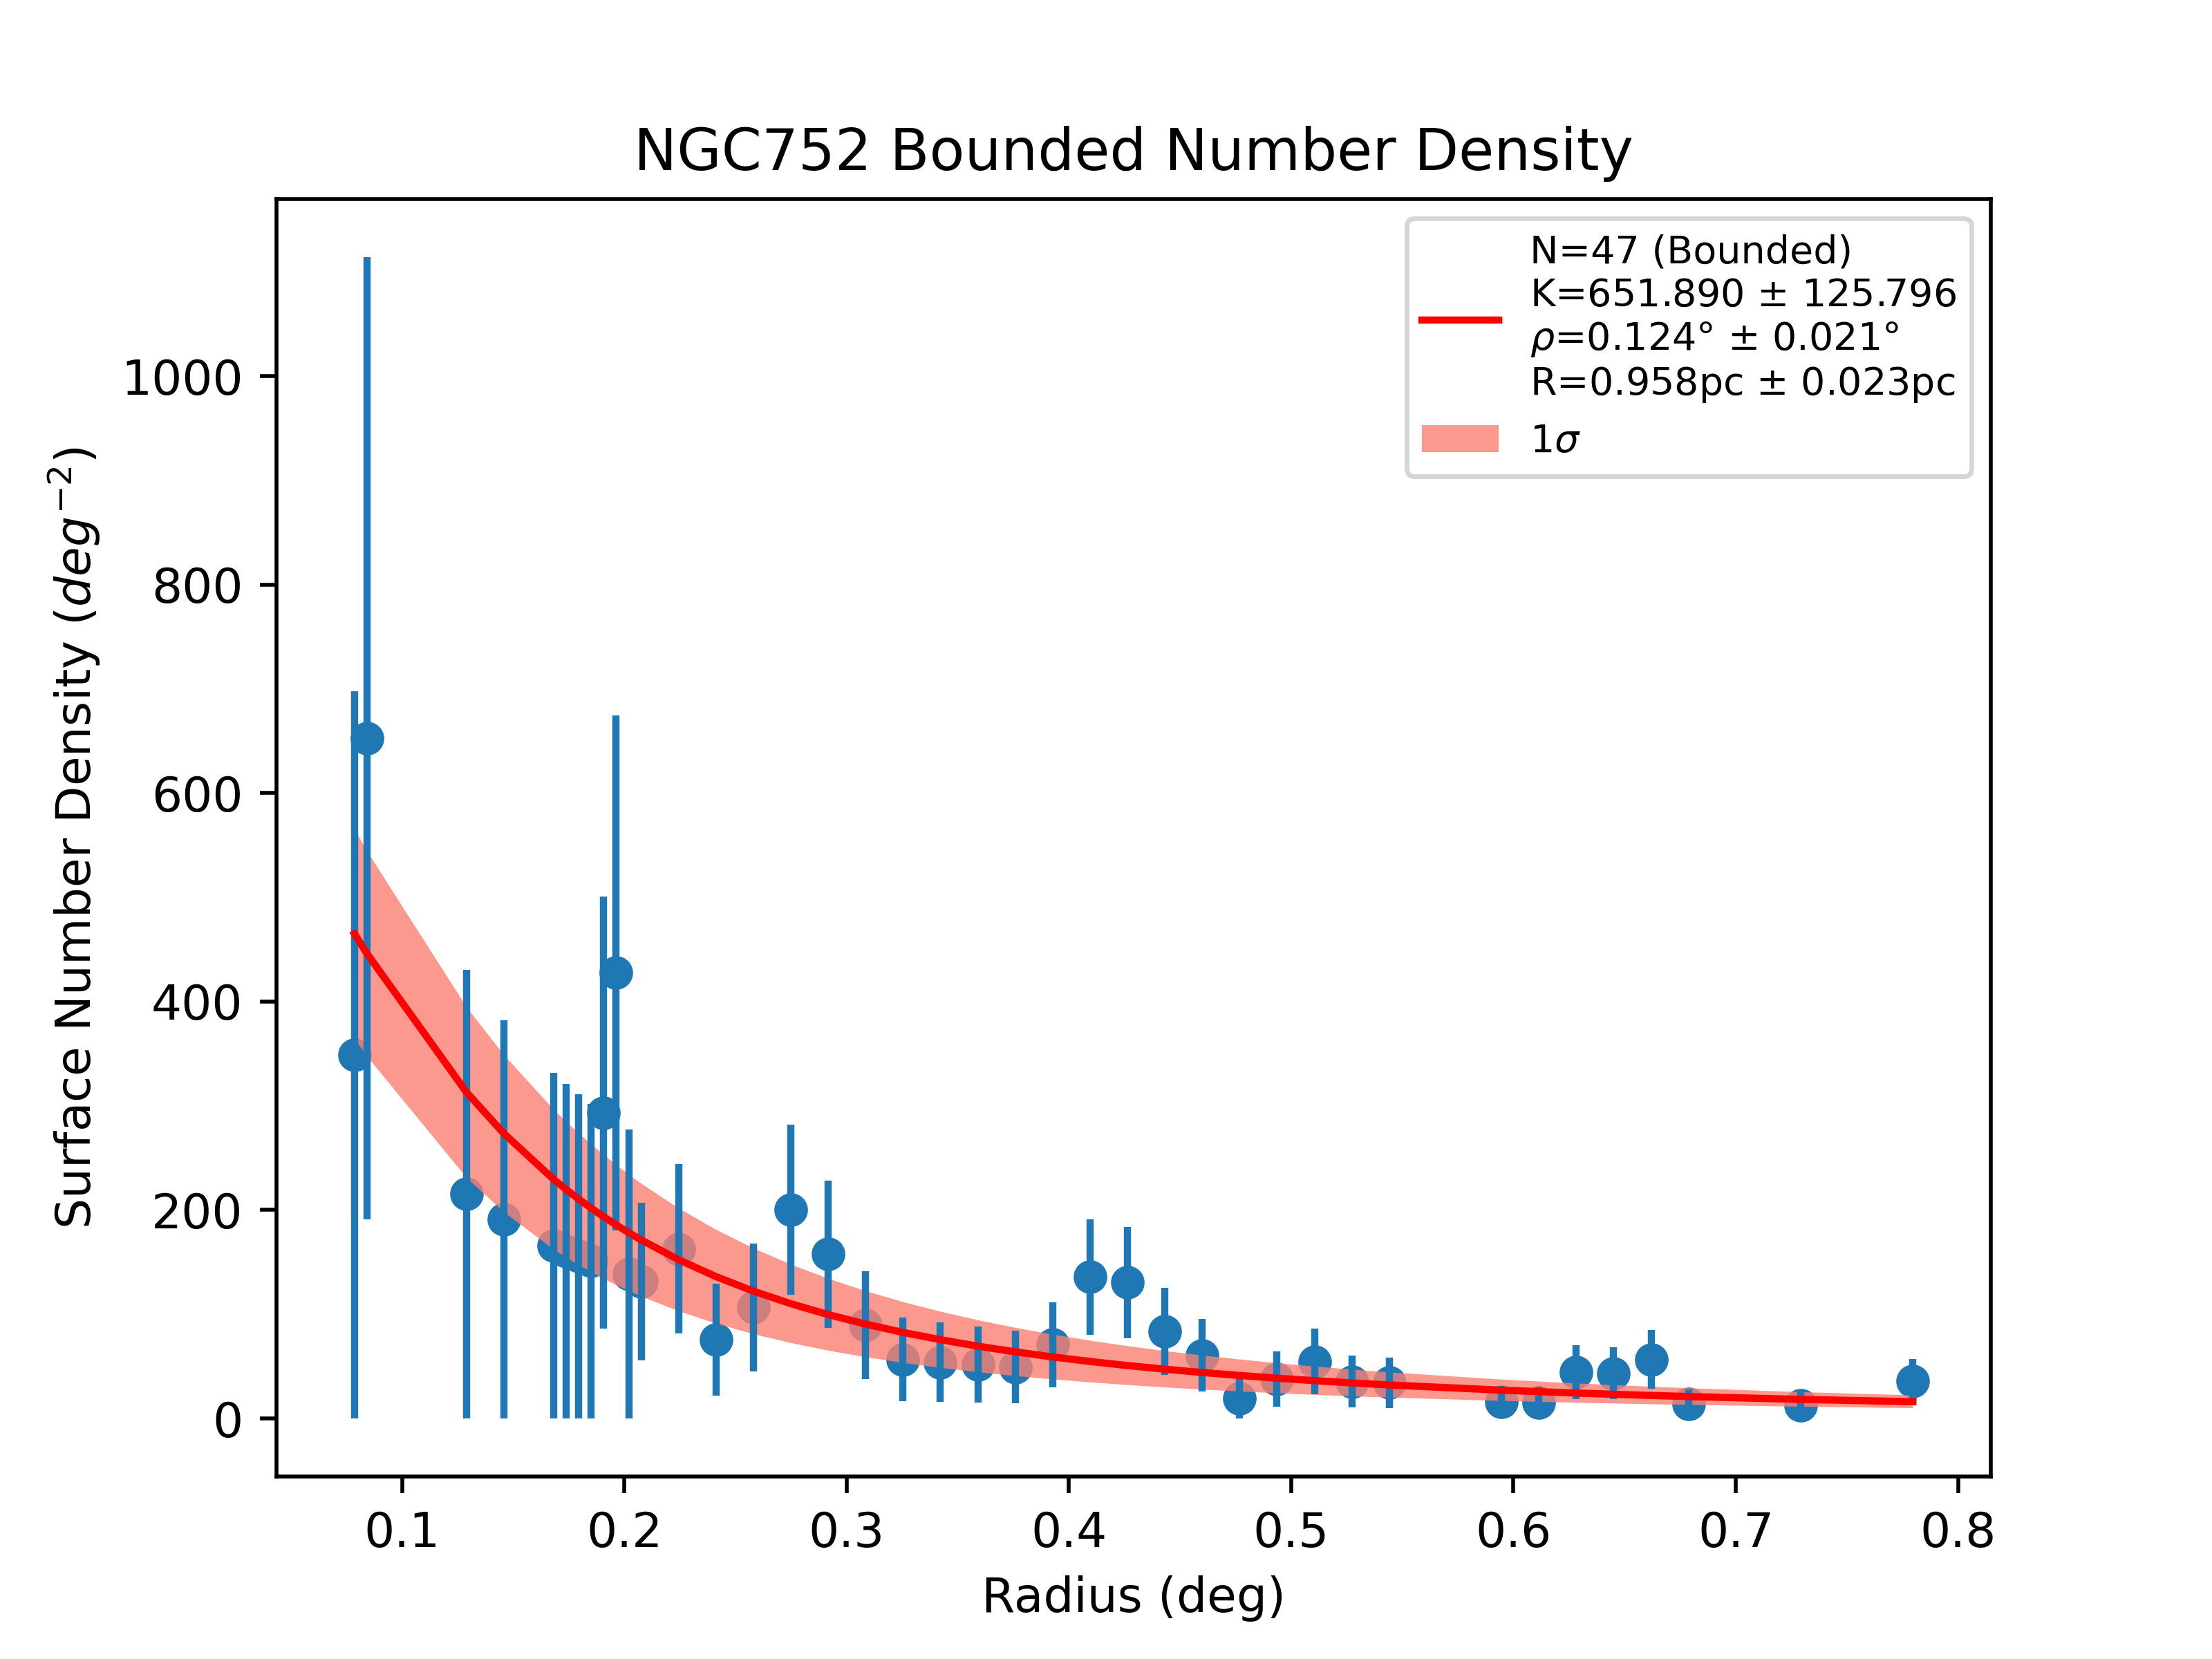 NGC752 Bounded Number Density
N=47 (Bounded)
K=651.890 ± 125.796
ρ=0.124° ± 0.021°
R=0.958pc ± 0.023pc
1σ
Surface Number Density (deg⁻²)
1000
800
600
400
200
0
0.1 0.2 0.3 0.4 0.5 0.6 0.7 0.8
Radius (deg)